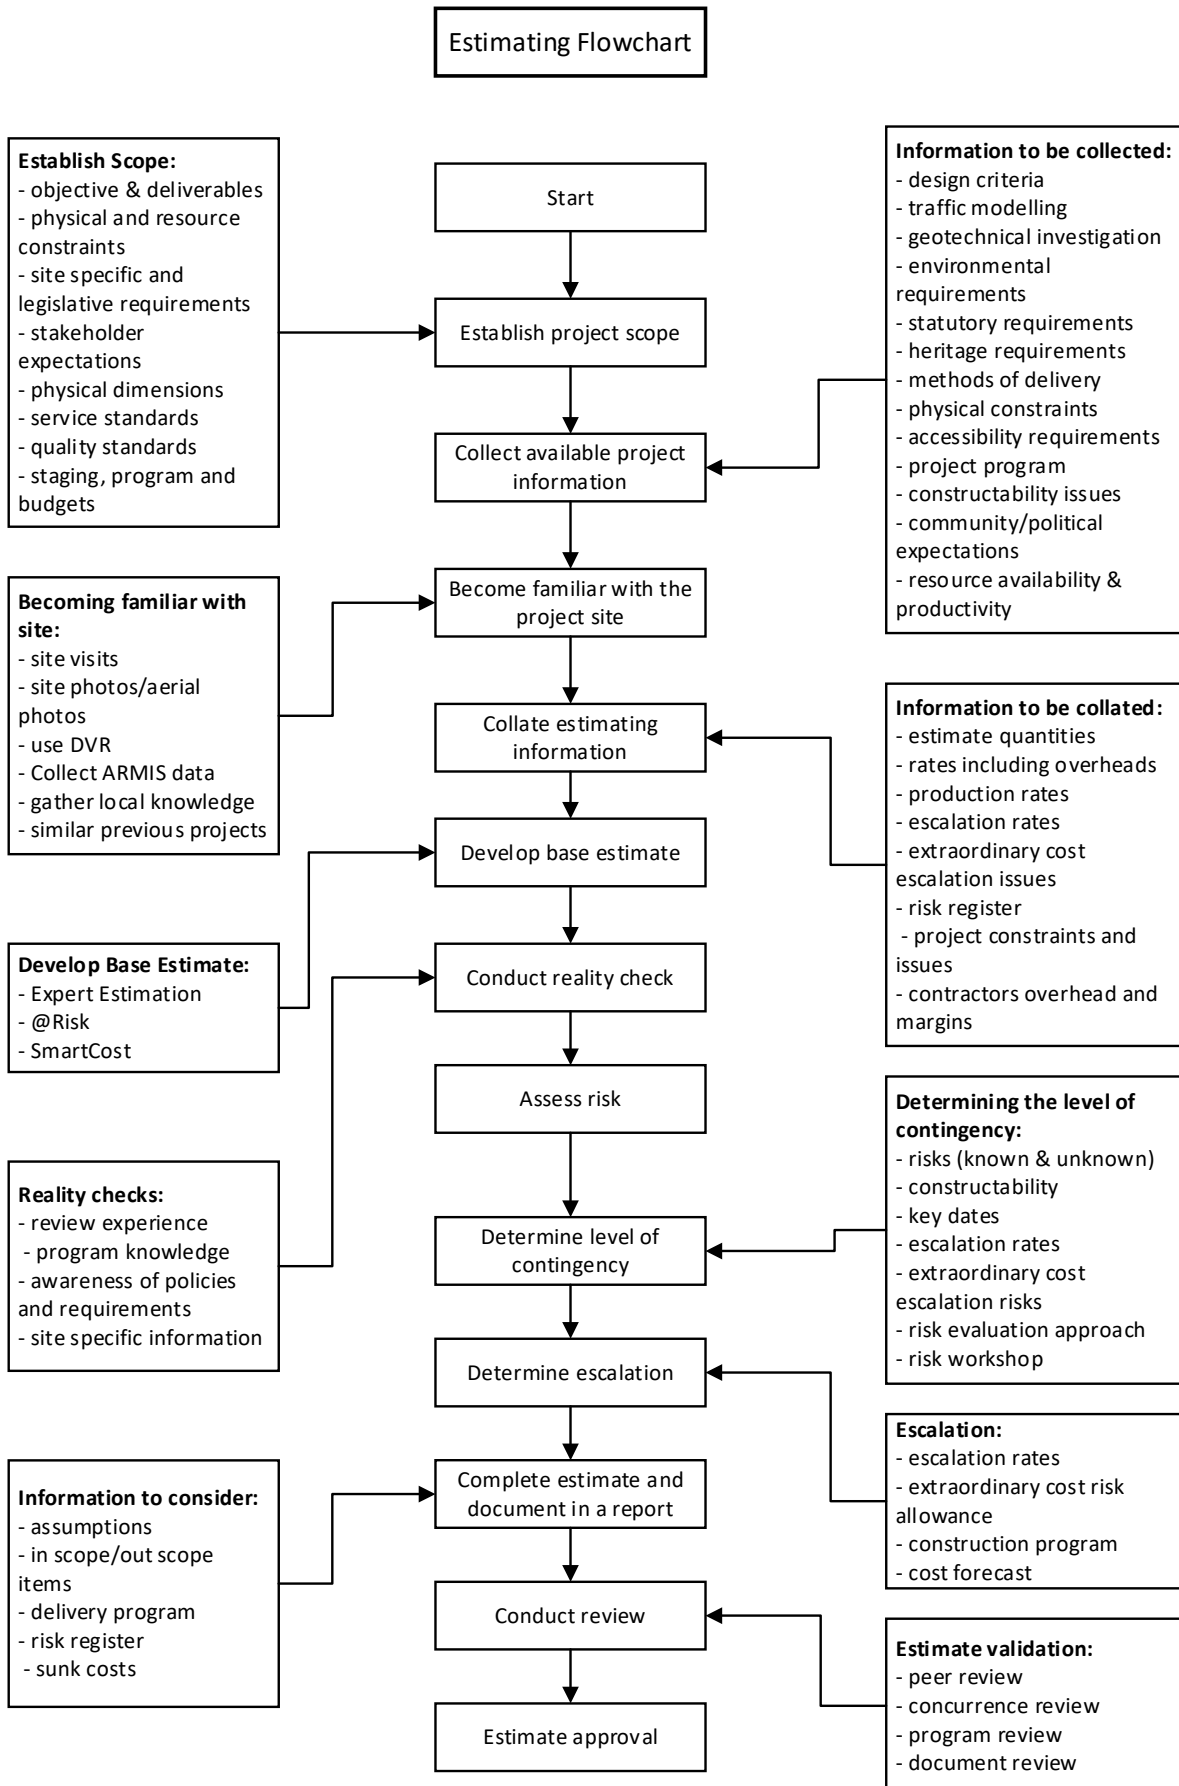 Estimating Flowchart
Establish Scope:
- objective & deliverables
- physical and resource
constraints
- site specific and
legislative requirements
- stakeholder
expectations
- physical dimensions
- service standards
- quality standards
- staging, program and
budgets
Becoming familiar with
site:
- site visits
- site photos/aerial
photos
- use DVR
- Collect ARMIS data
- gather local knowledge
- similar previous projects
Develop Base Estimate:
- Expert Estimation
- @Risk
- SmartCost
Reality checks:
- review experience
- program knowledge
- awareness of policies
and requirements
- site specific information
Information to consider:
- assumptions
- in scope/out scope
items
- delivery program
- risk register
- sunk costs
Start
Establish project scope
Collect available project
information
Become familiar with the
project site
Collate estimating
information
Develop base estimate
Conduct reality check
Assess risk
Determine level of
contingency
Determine escalation
Complete estimate and
document in a report
Conduct review
Estimate approval
Information to be collected:
- design criteria
- traffic modelling
- geotechnical investigation
- environmental
requirements
- statutory requirements
- heritage requirements
- methods of delivery
- physical constraints
- accessibility requirements
- project program
- constructability issues
- community/political
expectations
- resource availability &
productivity
Information to be collated:
- estimate quantities
- rates including overheads
- production rates
- escalation rates
- extraordinary cost
escalation issues
- risk register
- project constraints and
issues
- contractors overhead and
margins
Determining the level of
contingency:
- risks (known & unknown)
- constructability
- key dates
- escalation rates
- extraordinary cost
escalation risks
- risk evaluation approach
- risk workshop
Escalation:
- escalation rates
- extraordinary cost risk
allowance
- construction program
- cost forecast
Estimate validation:
- peer review
- concurrence review
- program review
- document review